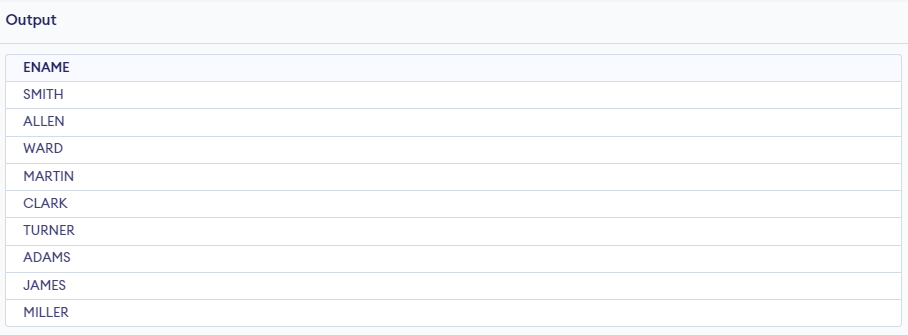 Output
ENAME
SMITH
ALLEN
WARD
MARTIN
CLARK
TURNER
ADAMS
JAMES
MILLER